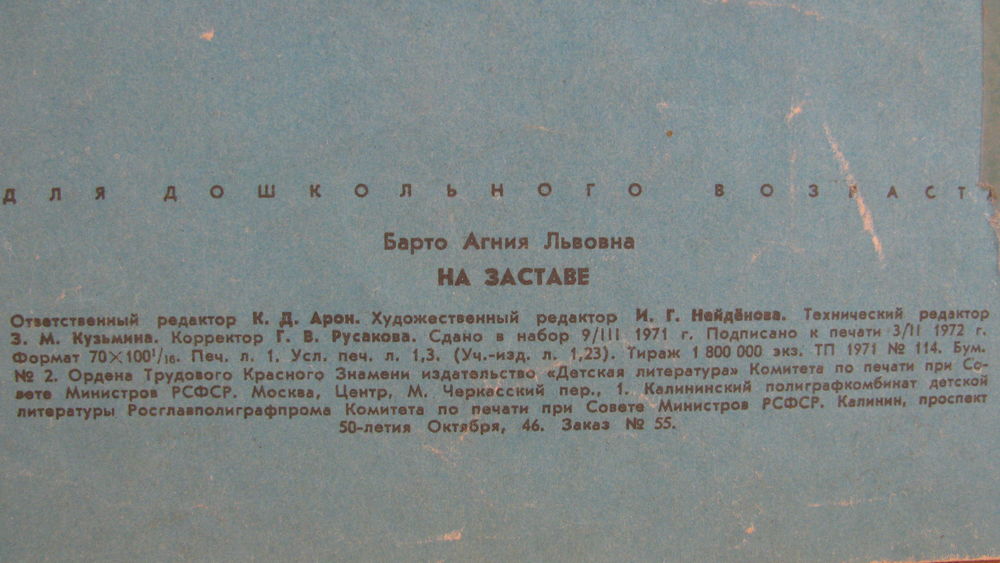 ДЛЯ ДОШКОЛЬНОГО ВОЗРАСТА
Барто Агния Львовна
НА ЗАСТАВЕ
Ответственный редактор К. Д. Арон. Художественный редактор И. Г. Найдёнова. Технический редактор
З. М. Кузьмина. Корректор Г. В. Русакова. Сдано в набор 9/III 1971 г. Подписано к печати 3/II 1972 г.
Формат 70×100¹/₁₆. Печ. л. 1. Усл. печ. л. 1,3. (Уч.-изд. л. 1,23). Тираж 1 800 000 экз. ТП 1971 № 114. Бум.
№ 2. Ордена Трудового Красного Знамени издательство «Детская литература» Комитета по печати при Со-
вете Министров РСФСР. Москва, Центр, М. Черкасский пер., 1. Калининский полиграфкомбинат детской
литературы Росглавполиграфпрома Комитета по печати при Совете Министров РСФСР. Калинин, проспект
50-летия Октября, 46. Заказ № 55.